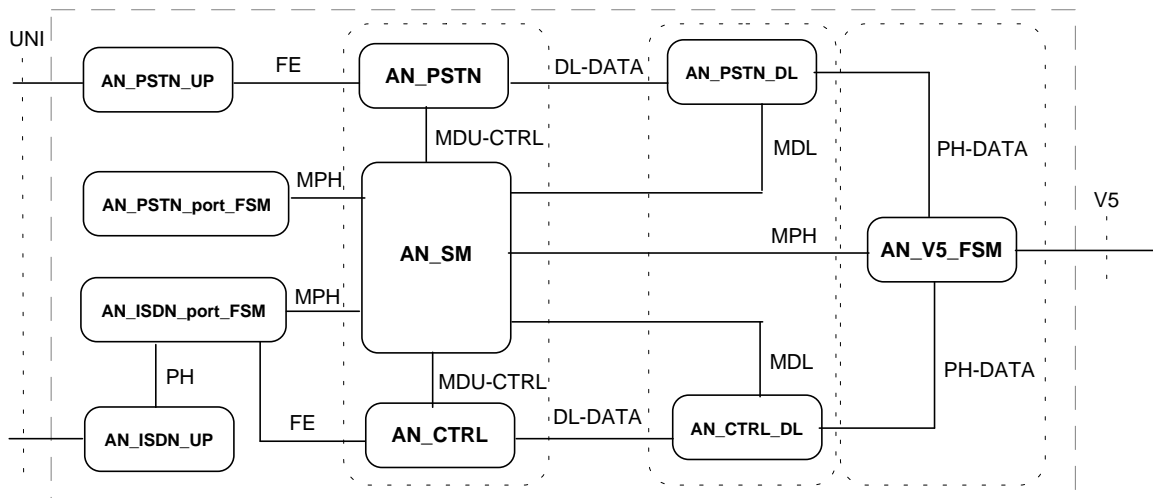 UNI
AN_PSTN_UP
FE
AN_PSTN
DL-DATA
AN_PSTN_DL
MDU-CTRL
MDL
PH-DATA
AN_PSTN_port_FSM
MPH
AN_SM
MPH
AN_V5_FSM
V5
AN_ISDN_port_FSM
MPH
PH
MDU-CTRL
MDL
PH-DATA
AN_ISDN_UP
FE
AN_CTRL
DL-DATA
AN_CTRL_DL